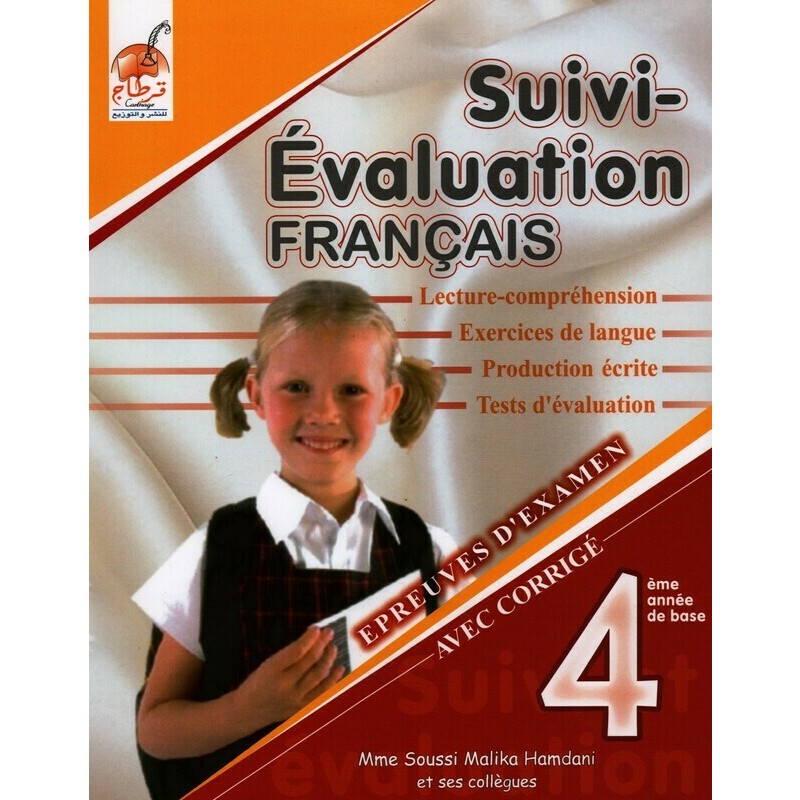 قرطاج
Carthage
للنشر والتوزيع
Suivi-
Évaluation
FRANÇAIS
Lecture-compréhension
Exercices de langue
Production écrite
Tests d'évaluation
EPREUVES D'EXAMEN
AVEC CORRIGÉ
4 ème
année
de base
Suivi et
évaluation
Mme Soussi Malika Hamdani
et ses collègues